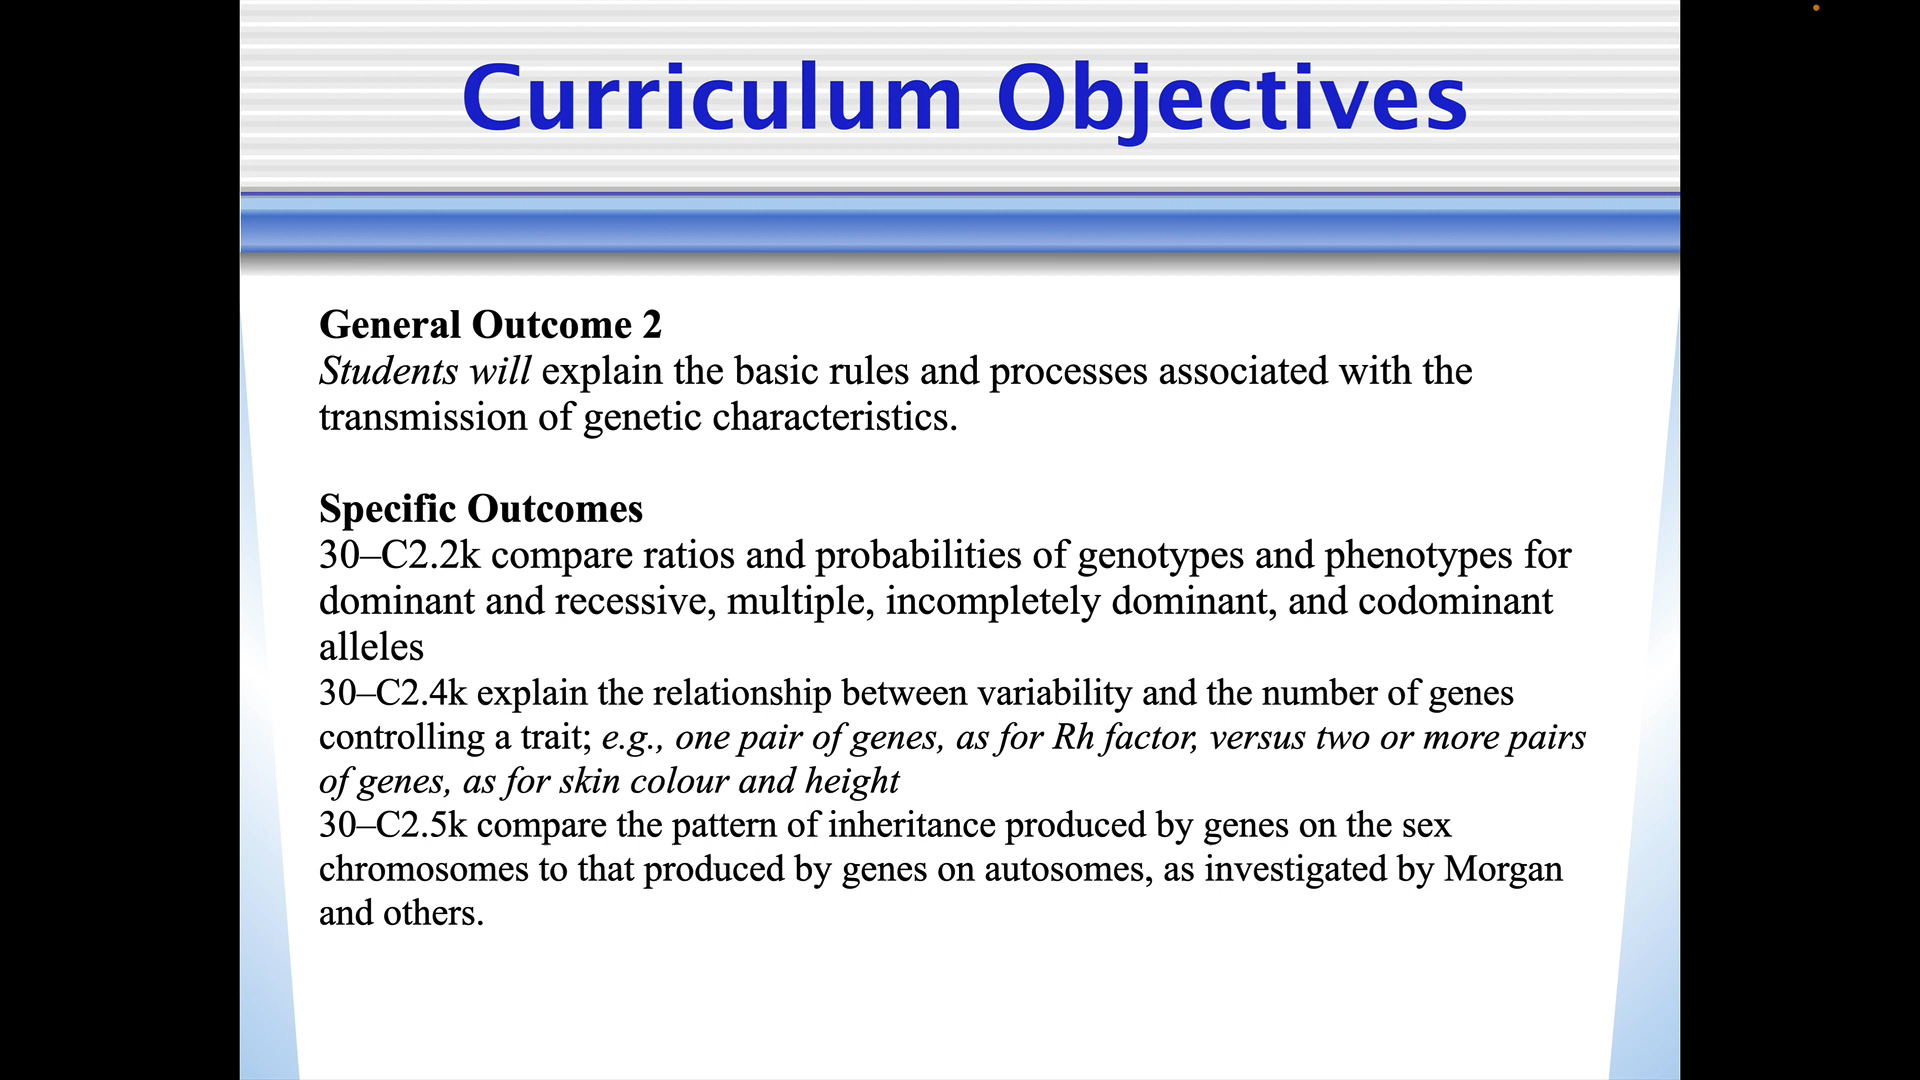 Curriculum Objectives
General Outcome 2
Students will explain the basic rules and processes associated with the
transmission of genetic characteristics.
Specific Outcomes
30–C2.2k compare ratios and probabilities of genotypes and phenotypes for
dominant and recessive, multiple, incompletely dominant, and codominant
alleles
30–C2.4k explain the relationship between variability and the number of genes
controlling a trait; e.g., one pair of genes, as for Rh factor, versus two or more pairs
of genes, as for skin colour and height
30–C2.5k compare the pattern of inheritance produced by genes on the sex
chromosomes to that produced by genes on autosomes, as investigated by Morgan
and others.